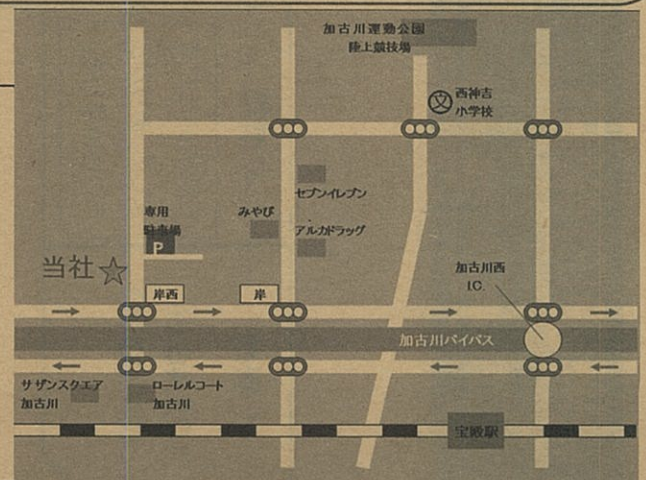 加古川運動公園
陸上競技場
西神吉
小学校
セブンイレブン
専用
駐車場
P
みやび
アルカドラッグ
当社
加古川西
I.C.
岸西
岸
加古川バイパス
サザンスクエア
加古川
ローレルコート
加古川
宝殿駅